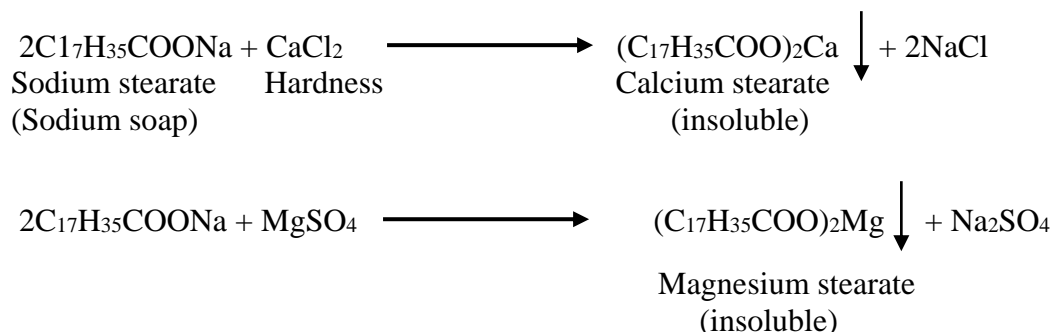 2C17H35COONa + CaCl2 ⟶ (C17H35COO)2Ca ↓ + 2NaCl
Sodium stearate Hardness Calcium stearate
(Sodium soap) (insoluble)
2C17H35COONa + MgSO4 ⟶ (C17H35COO)2Mg ↓ + Na2SO4
Magnesium stearate
(insoluble)